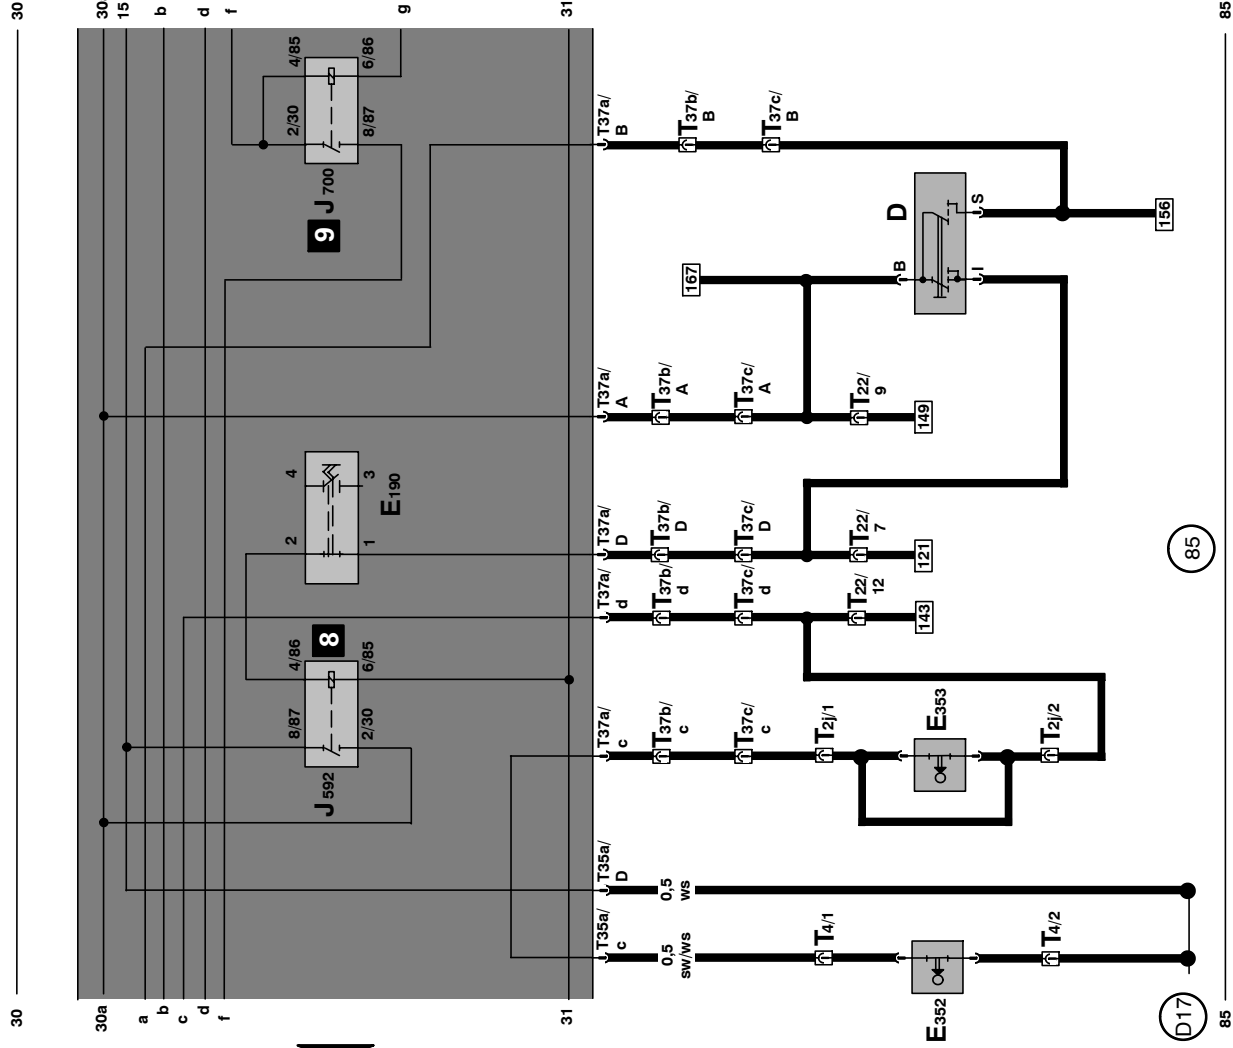 30
30
15
b
d
f
g
31
85
4/85
6/86
2/30
8/87
J 700
9
T37a/
B
T37b/
B
T37c/
B
D
S
B
I
156
167
T37a/
A
T37b/
A
T37c/
A
T22/
9
149
4
3
E190
2
1
T37a/
D
T37b/
D
T37c/
D
T22/
7
121
85
T37a/
d
T37b/
d
T37c/
d
T22/
12
143
8
4/86
6/85
8/87
2/30
J 592
T37a/
c
T37b/
c
T37c/
c
T2j/1
E353
T2j/2
T35a/
D
0,5
ws
T35a/
c
0,5
sw/ws
T4/1
E352
T4/2
D17
30
30a
a
b
c
d
f
31
85